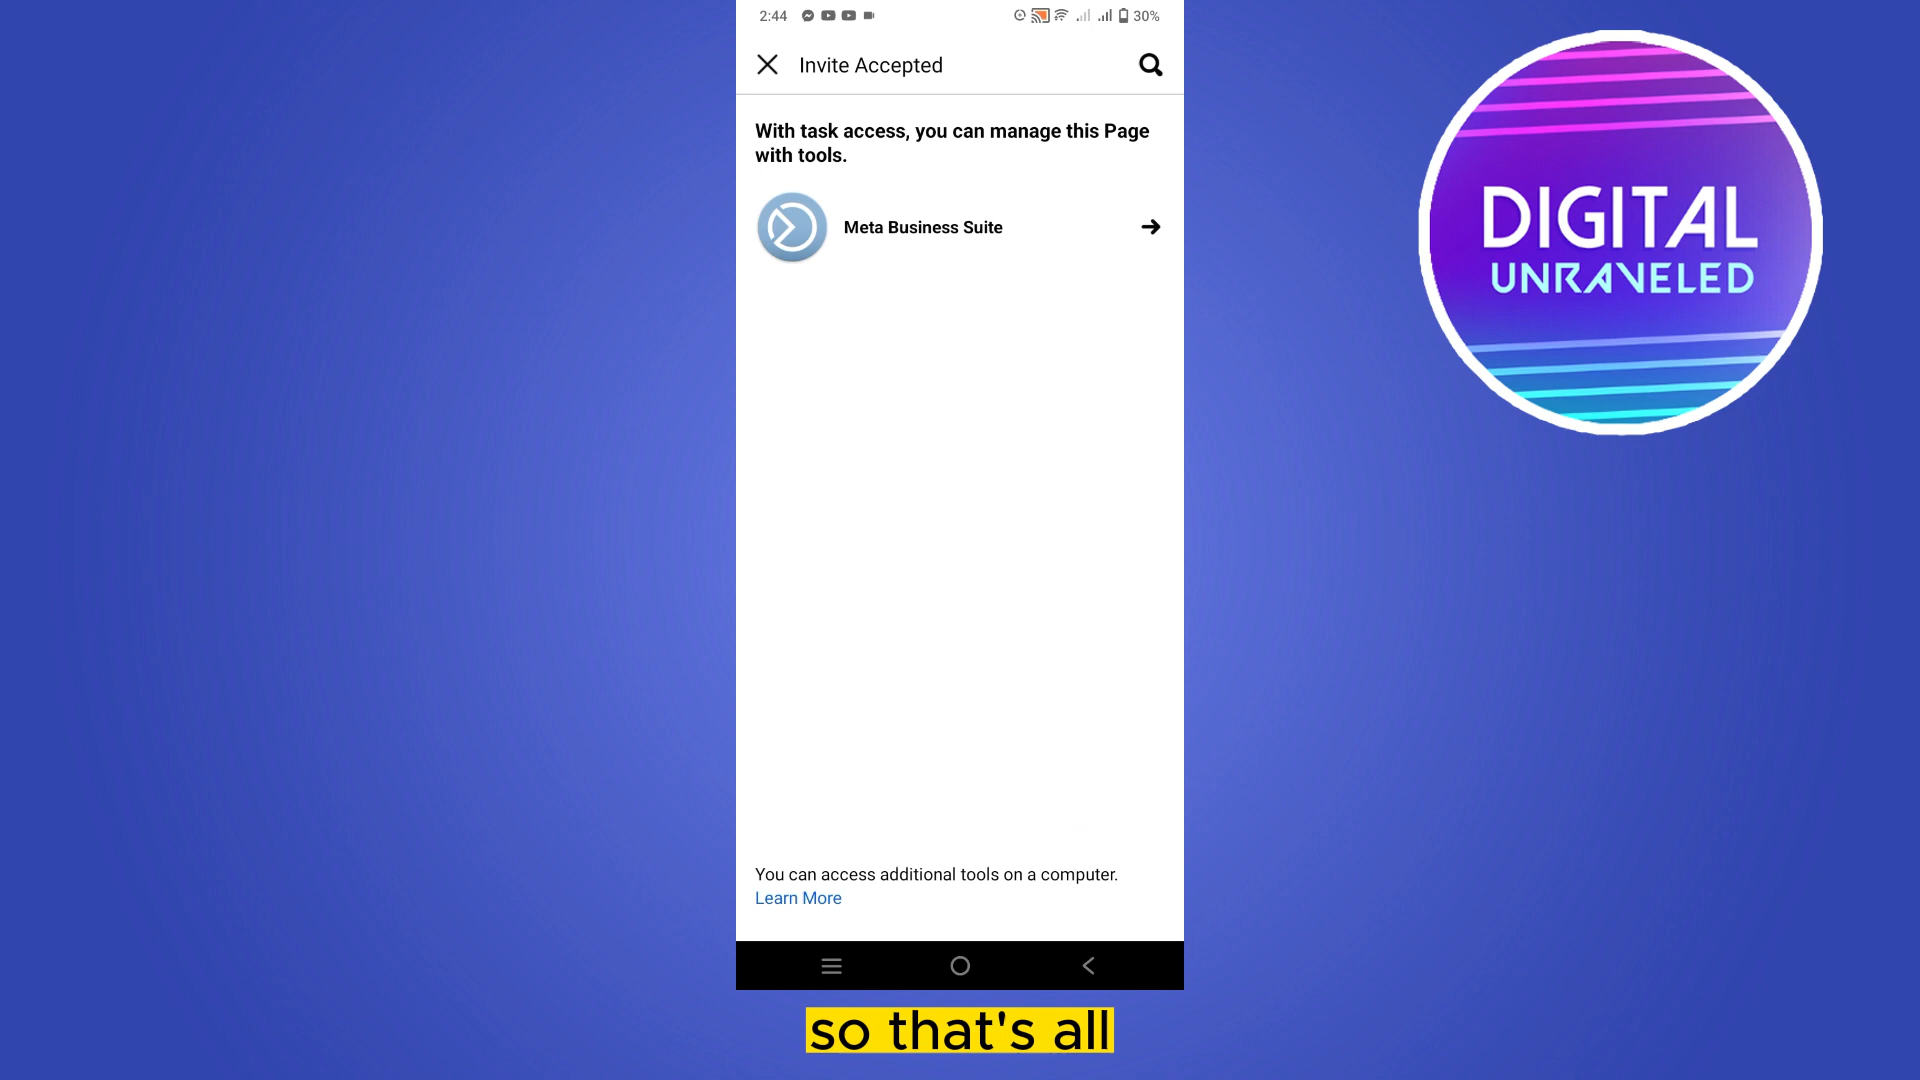 2:44
30%
Invite Accepted
With task access, you can manage this Page
with tools.
Meta Business Suite
You can access additional tools on a computer.
Learn More
DIGITAL
UNRAVELED
so that's all